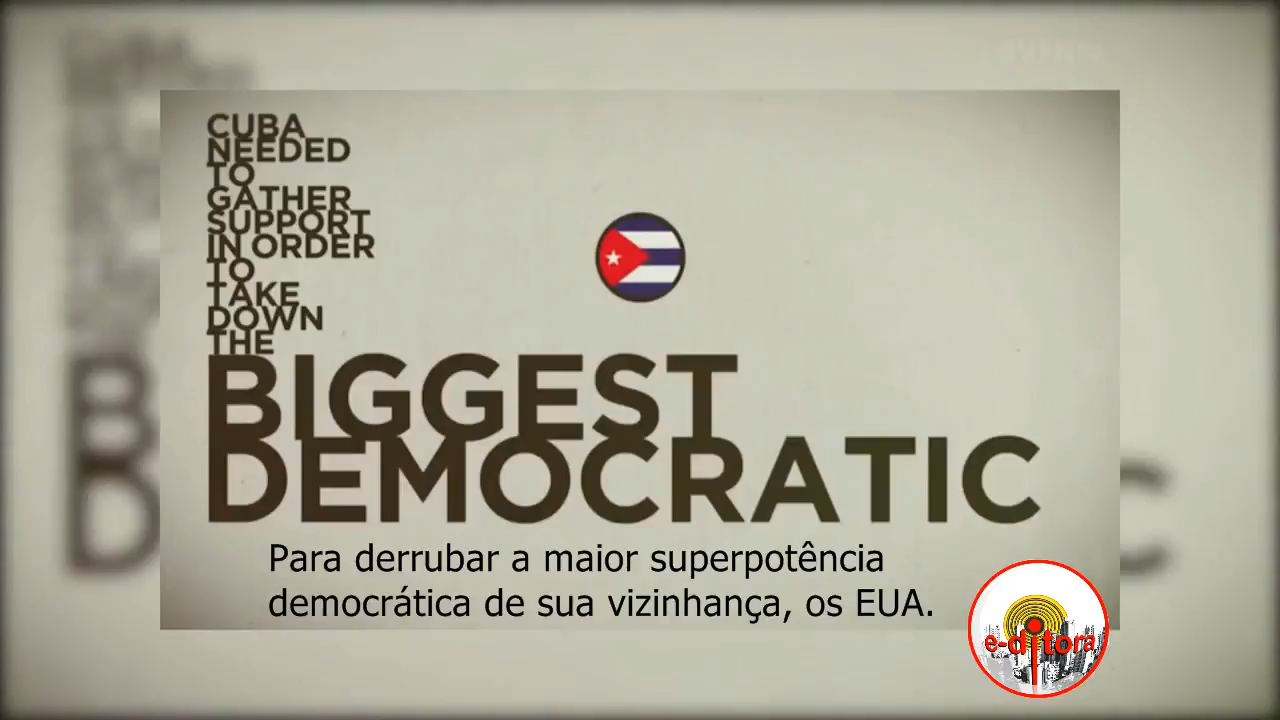 CUBA
NEEDED
TO
GATHER
SUPPORT
IN ORDER
TO
TAKE
DOWN
THE
BIGGEST
DEMOCRATIC
Para derrubar a maior superpotência
democrática de sua vizinhança, os EUA.
e-ditora